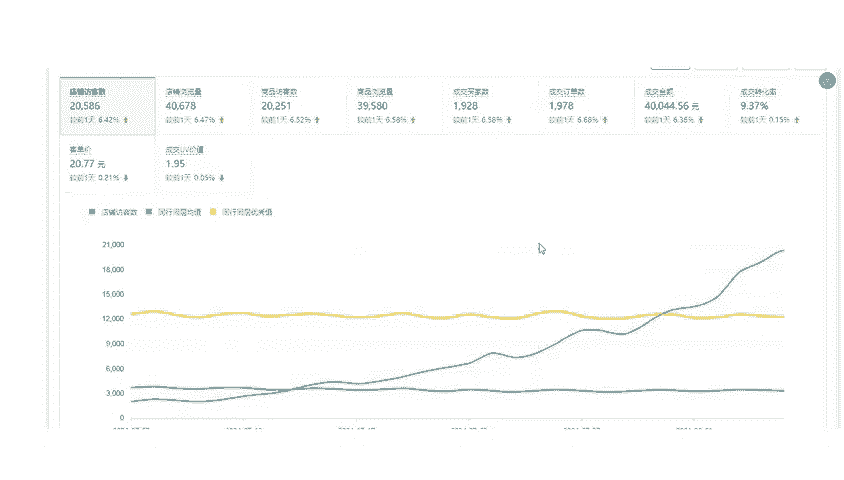 店铺访客数 店铺浏览量 商品访客数 商品浏览量 成交买家数 成交订单数 成交金额 成交转化率
20,586 40,678 20,251 39,580 1,928 1,978 40,044.56 元 9.37%
较前1天 6.42% 较前1天 6.47% 较前1天 6.52% 较前1天 6.58% 较前1天 6.58% 较前1天 6.68% 较前1天 6.36% 较前1天 0.15%
客单价 成交UV价值
20.77 元 1.95
较前1天 0.21% 较前1天 0.05%
店铺访客数 同行同层均值 同行同层优秀值
21,000
18,000
15,000
12,000
9,000
6,000
3,000
0